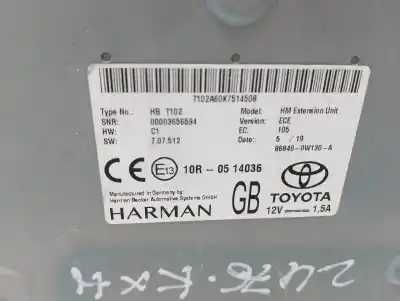 T102A60K7514508
Type No.: HB T102 Model: HM Extension Unit
SNR: 00003656594 Version: ECE
HW: C1 EC: 105
SW: 7.07.512 5 / 19
86840-0W130-A
CE E13 10R - 05 14036
Manufactured in Germany by:
Harman Becker Automotive Systems GmbH
HARMAN GB TOYOTA
12V 1.5A